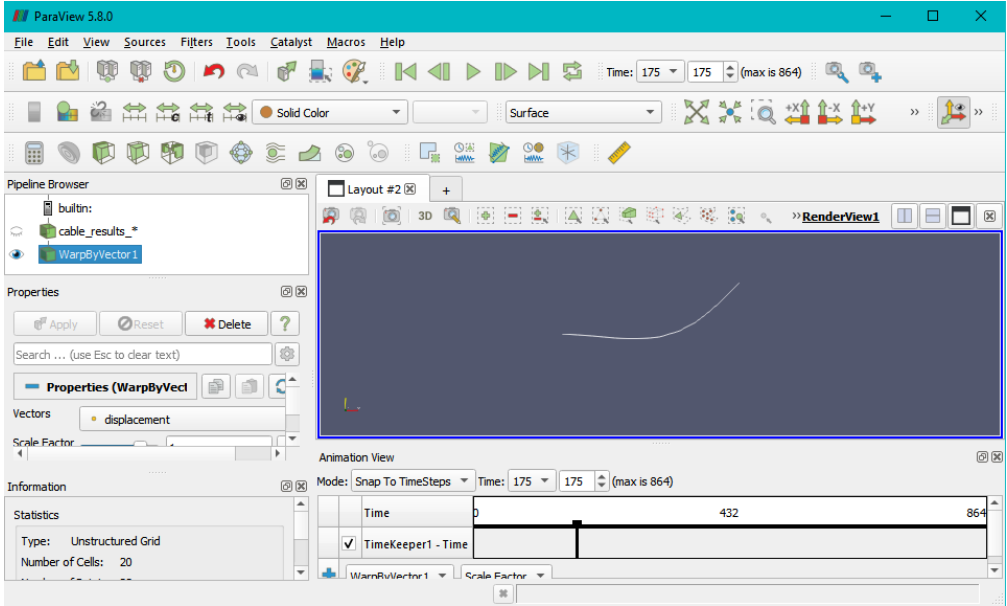 ParaView 5.8.0
File Edit View Sources Filters Tools Catalyst Macros Help
Time: 175 175 (max is 864)
Solid Color Surface +X -X +Y »
»
Pipeline Browser
builtin:
cable_results_*
WarpByVector1
Properties
Apply Reset Delete ?
Search ... (use Esc to clear text)
Properties (WarpByVect
Vectors displacement
Scale Factor
Information
Statistics
Type: Unstructured Grid
Number of Cells: 20
Layout #2 +
3D »RenderView1
Animation View
Mode: Snap To TimeSteps Time: 175 175 (max is 864)
Time 0 432 864
TimeKeeper1 - Time
WarpByVector1 Scale Factor